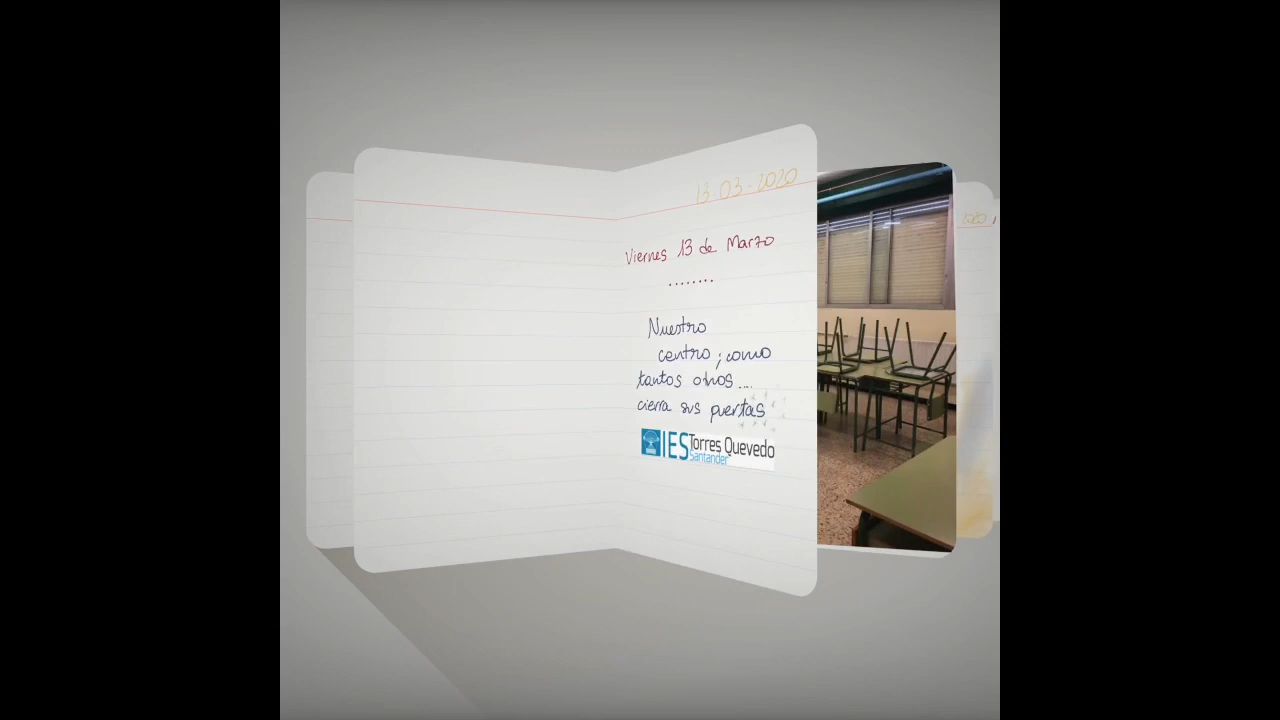 13-03-2020
Viernes 13 de Marzo
........
Nuestro
centro, como
tantos otros...
cierra sus puertas
IES Torres Quevedo
Santander